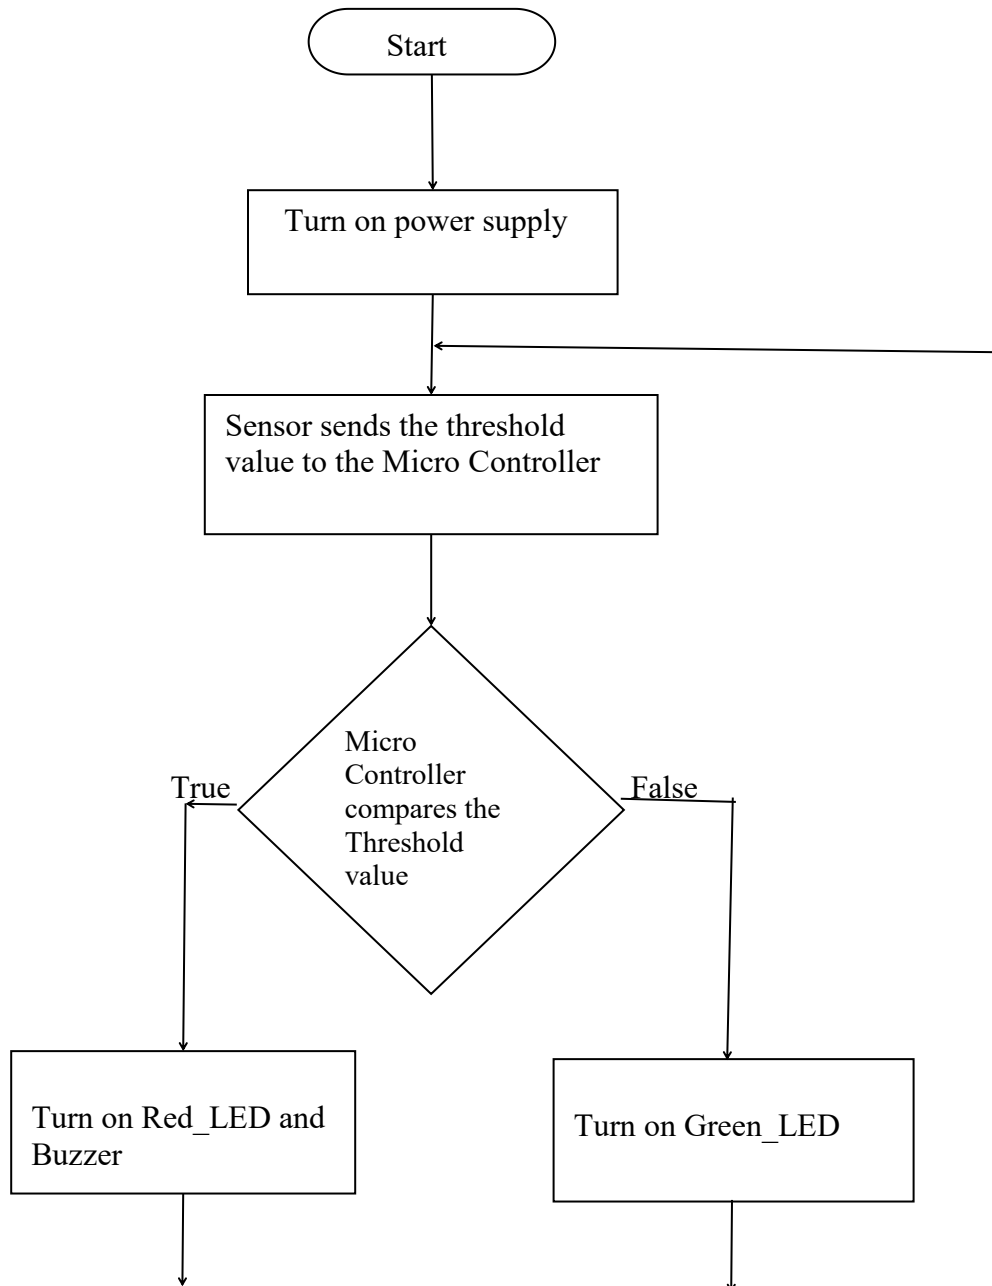 Start
Turn on power supply
Sensor sends the threshold
value to the Micro Controller
Micro
Controller
compares the
Threshold
value
True
False
Turn on Red_LED and
Buzzer
Turn on Green_LED